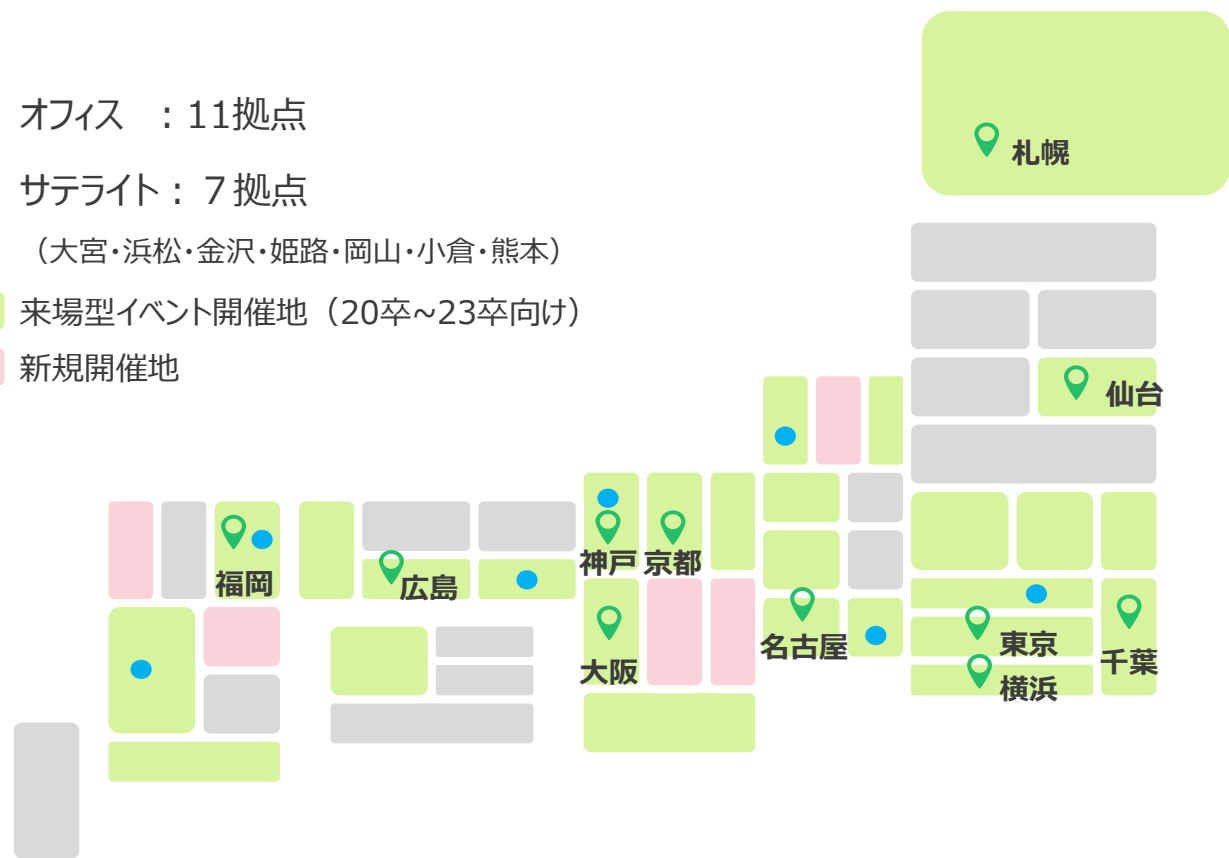 オフィス ：11拠点
サテライト：７拠点
（大宮・浜松・金沢・姫路・岡山・小倉・熊本）
来場型イベント開催地（20卒~23卒向け）
新規開催地
札幌
仙台
福岡
広島
神戸
京都
大阪
名古屋
東京
横浜
千葉